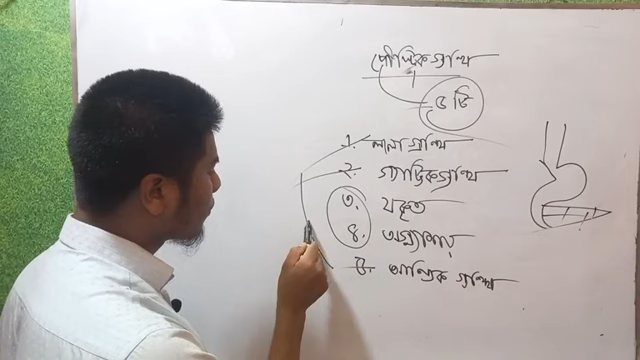 পৌষ্টিকগ্রন্থি
৫ টি
১. লালাগ্রন্থি
২. গ্যাস্ট্রিকগ্রন্থি
৩. যকৃত
৪. অগ্ন্যাশয়
৫. আন্ত্রিক গ্রন্থি